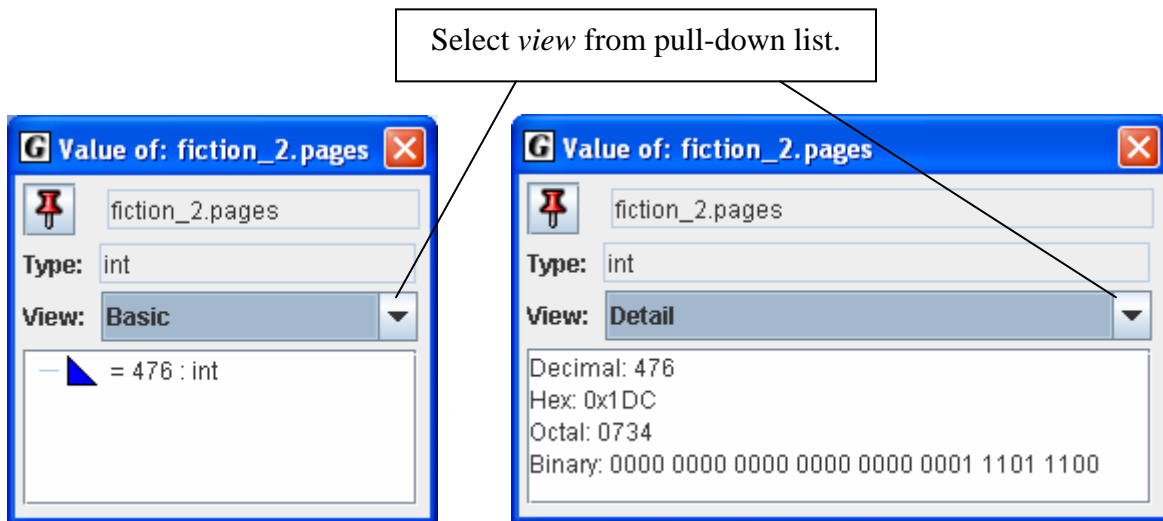 Select view from pull-down list.
G Value of: fiction_2.pages
fiction_2.pages
Type: int
View: Basic
= 476 : int
G Value of: fiction_2.pages
fiction_2.pages
Type: int
View: Detail
Decimal: 476
Hex: 0x1DC
Octal: 0734
Binary: 0000 0000 0000 0000 0000 0001 1101 1100